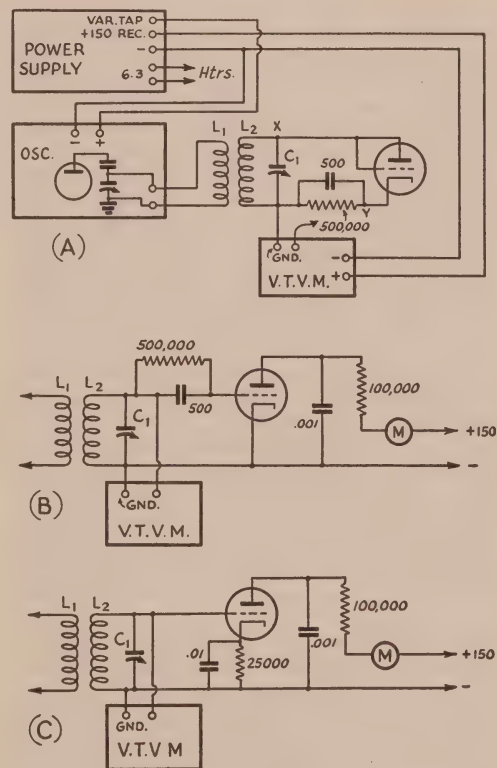 VAR. TAP
+150 REC.
POWER
SUPPLY
-
6.3
Htrs.
- +
OSC.
L1 L2 X
C1
500
Y
500,000
GND.
V.T.V.M.
-
+
(A)
500,000
L1 L2
C1
500
.001
100,000
M
+150
-
GND.
V.T.V.M.
(B)
L1 L2
C1
.01
25000
.001
100,000
M
+150
-
GND.
V.T.V.M
(C)